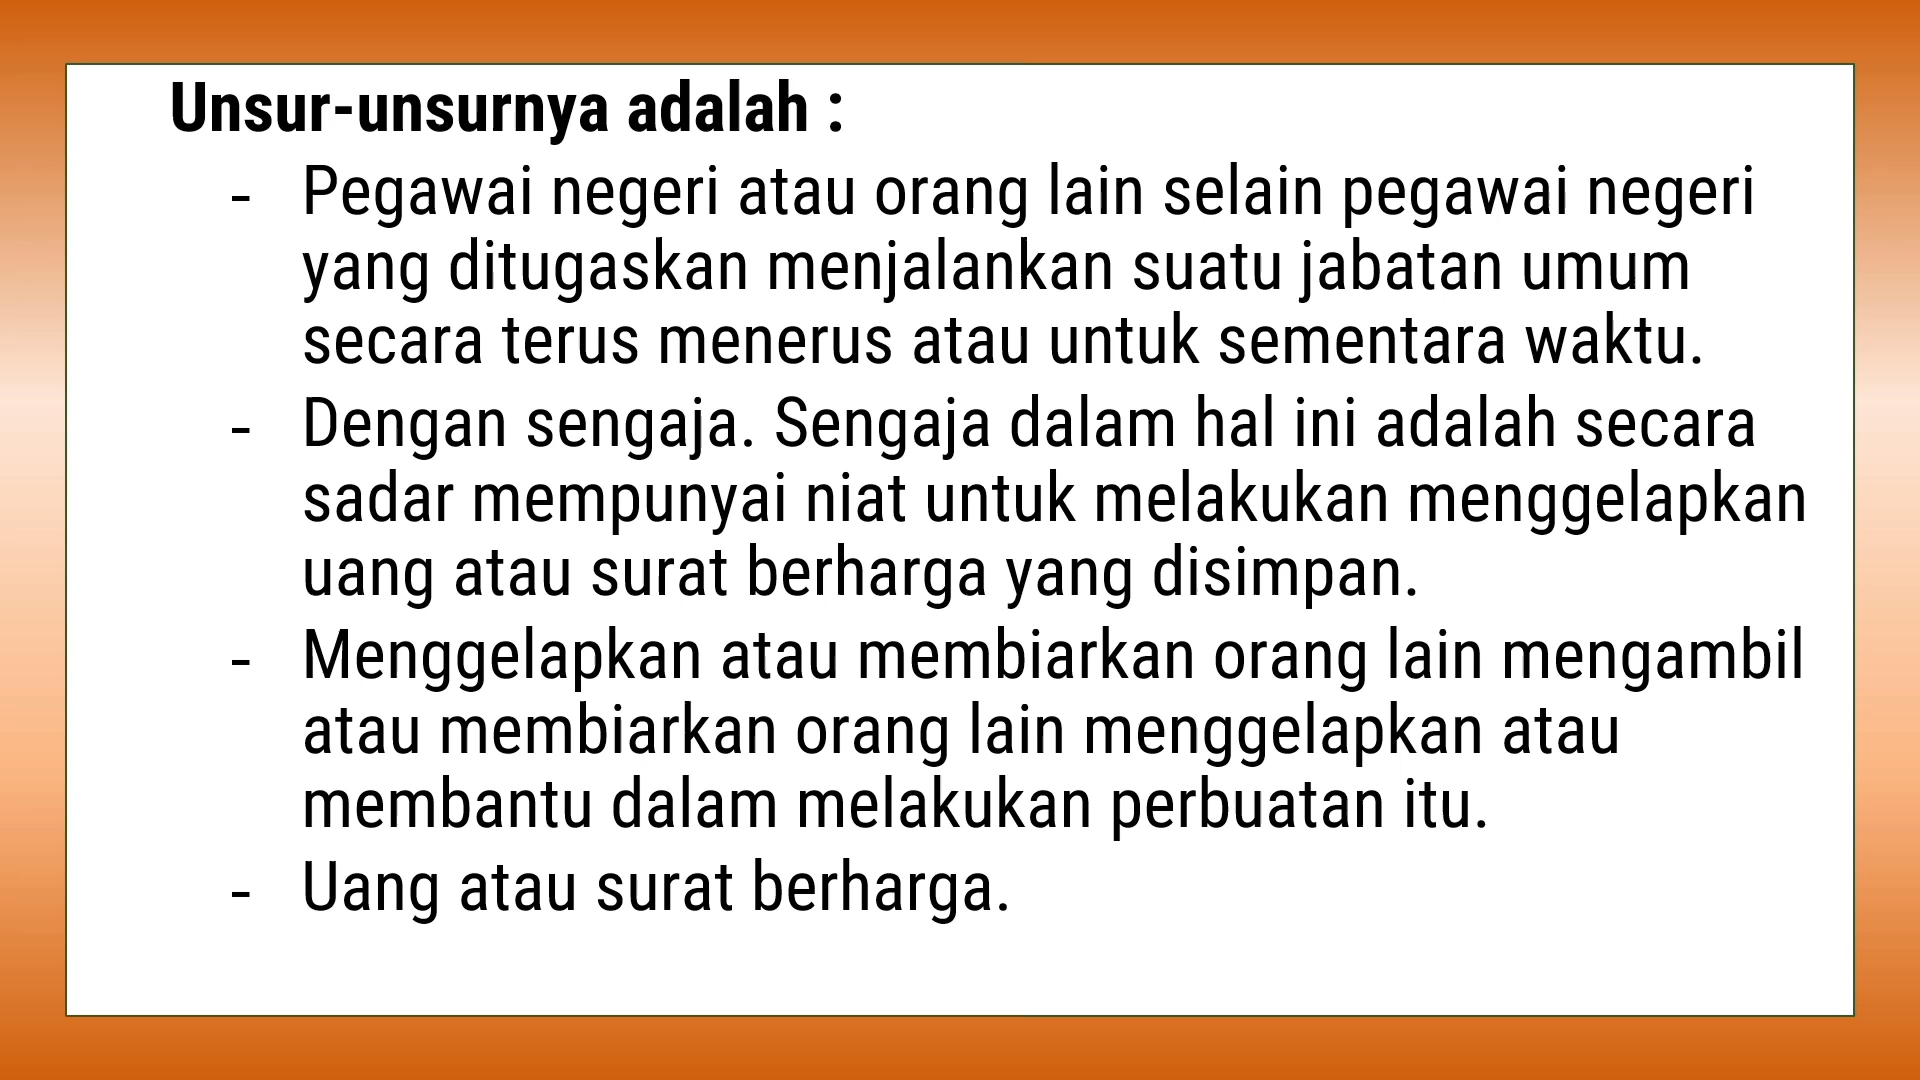 Unsur-unsurnya adalah :
- Pegawai negeri atau orang lain selain pegawai negeri
yang ditugaskan menjalankan suatu jabatan umum
secara terus menerus atau untuk sementara waktu.
- Dengan sengaja. Sengaja dalam hal ini adalah secara
sadar mempunyai niat untuk melakukan menggelapkan
uang atau surat berharga yang disimpan.
- Menggelapkan atau membiarkan orang lain mengambil
atau membiarkan orang lain menggelapkan atau
membantu dalam melakukan perbuatan itu.
- Uang atau surat berharga.